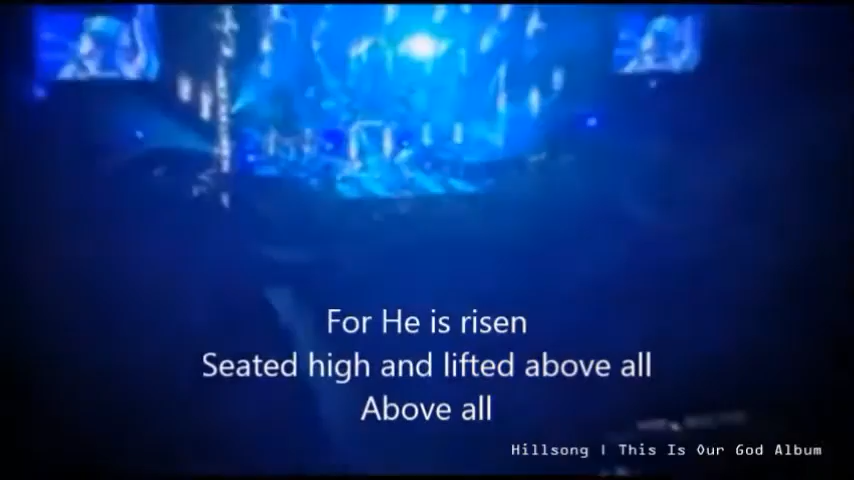 For He is risen
Seated high and lifted above all
Above all
Hillsong | This Is Our God Album